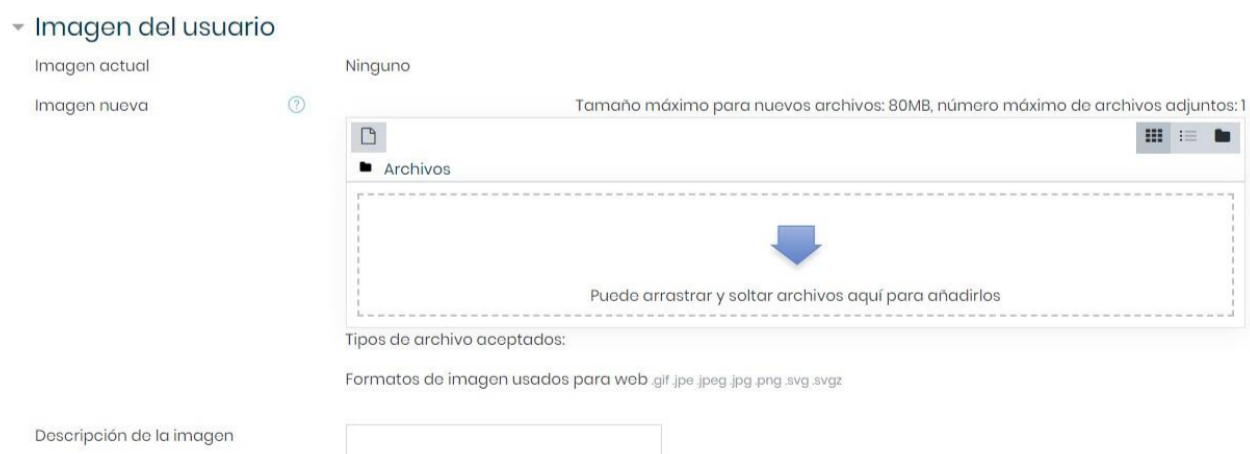 Imagen del usuario
Imagen actual
Ninguno
Imagen nueva
Tamaño máximo para nuevos archivos: 80MB, número máximo de archivos adjuntos: 1
Archivos
Puede arrastrar y soltar archivos aquí para añadirlos
Tipos de archivo aceptados:
Formatos de imagen usados para web .gif .jpe .jpeg .jpg .png .svg .svgz
Descripción de la imagen